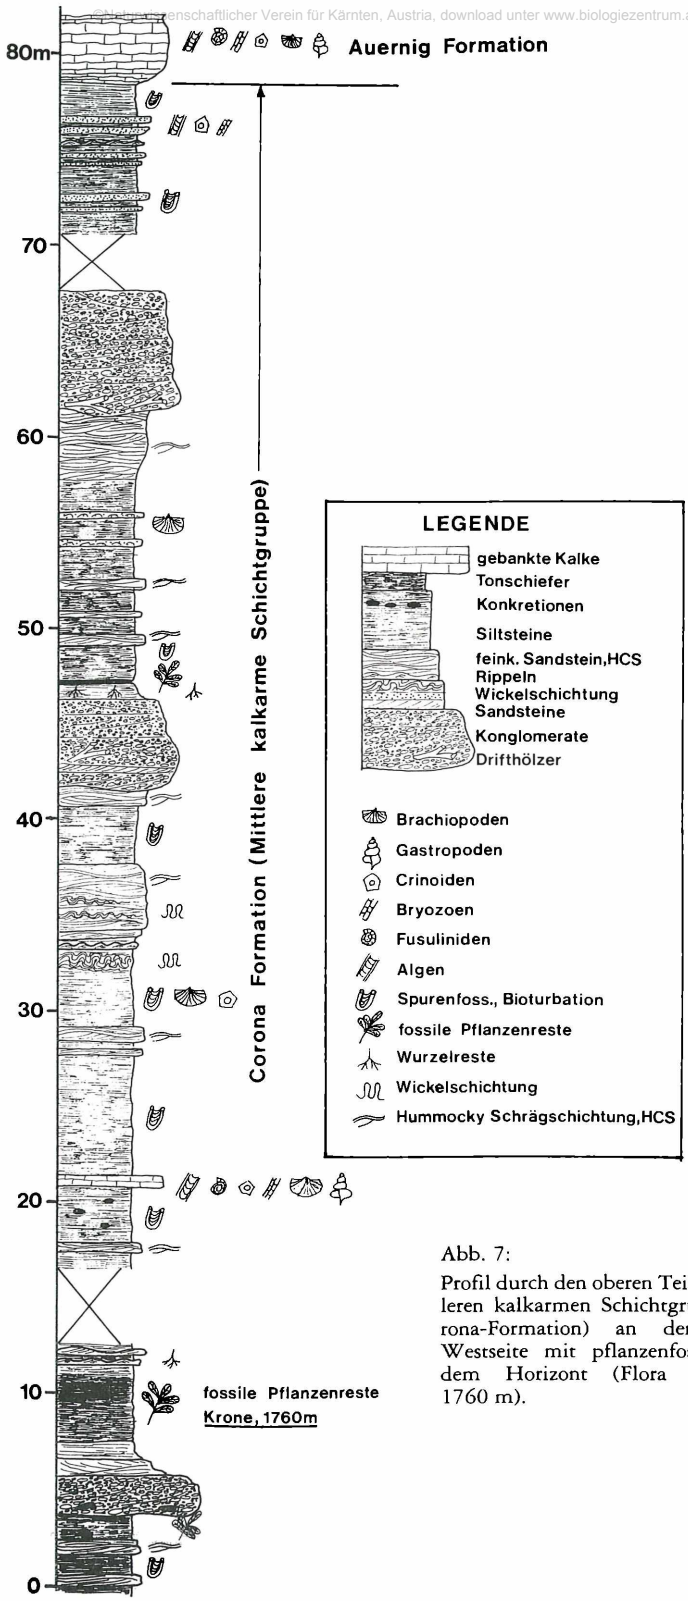 ©Naturwissenschaftlicher Verein für Kärnten, Austria, download unter www.biologiezentrum.a
80m
Auernig Formation
70
60
50
40
30
20
10
0
Corona Formation (Mittlere kalkarme Schichtgruppe)
fossile Pflanzenreste
Krone, 1760m
LEGENDE
gebankte Kalke
Tonschiefer
Konkretionen
Siltsteine
feink. Sandstein,HCS
Rippeln
Wickelschichtung
Sandsteine
Konglomerate
Drifthölzer
Brachiopoden
Gastropoden
Crinoiden
Bryozoen
Fusuliniden
Algen
Spurenfoss., Bioturbation
fossile Pflanzenreste
Wurzelreste
Wickelschichtung
Hummocky Schrägschichtung,HCS
Abb. 7:
Profil durch den oberen Tei
leren kalkarmen Schichtgr
rona-Formation) an de
Westseite mit pflanzenfo
dem Horizont (Flora
1760 m).